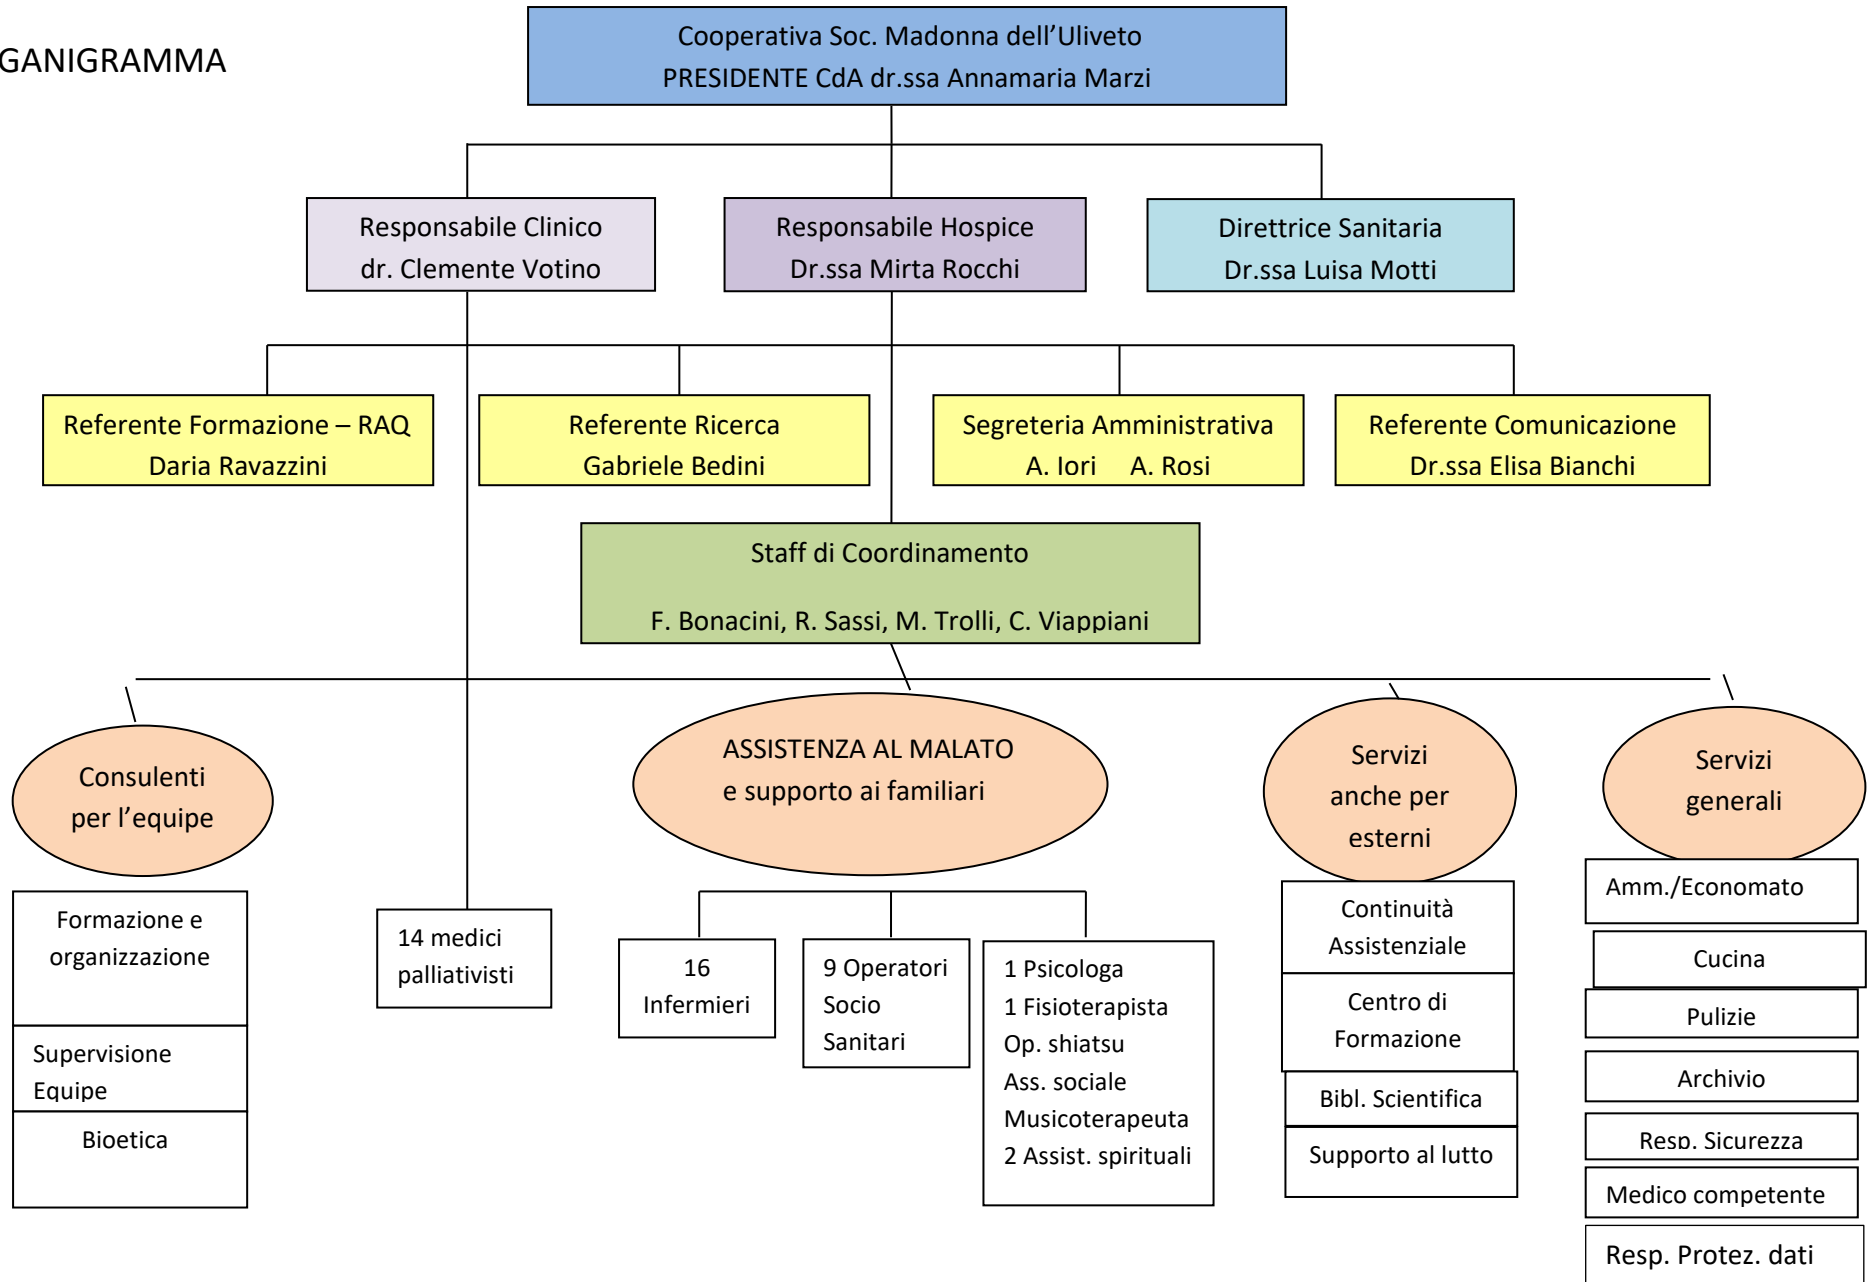 GANIGRAMMA
Cooperativa Soc. Madonna dell'Uliveto
PRESIDENTE CdA dr.ssa Annamaria Marzi
Responsabile Clinico
dr. Clemente Votino
Responsabile Hospice
Dr.ssa Mirta Rocchi
Direttrice Sanitaria
Dr.ssa Luisa Motti
Referente Formazione – RAQ
Daria Ravazzini
Referente Ricerca
Gabriele Bedini
Segreteria Amministrativa
A. Iori A. Rosi
Referente Comunicazione
Dr.ssa Elisa Bianchi
Staff di Coordinamento
F. Bonacini, R. Sassi, M. Trolli, C. Viappiani
Consulenti
per l'equipe
ASSISTENZA AL MALATO
e supporto ai familiari
Servizi
anche per
esterni
Servizi
generali
Formazione e
organizzazione
Supervisione
Equipe
Bioetica
14 medici
palliativisti
16
Infermieri
9 Operatori
Socio
Sanitari
1 Psicologa
1 Fisioterapista
Op. shiatsu
Ass. sociale
Musicoterapeuta
2 Assist. spirituali
Continuità
Assistenziale
Centro di
Formazione
Bibl. Scientifica
Supporto al lutto
Amm./Economato
Cucina
Pulizie
Archivio
Resp. Sicurezza
Medico competente
Resp. Protez. dati